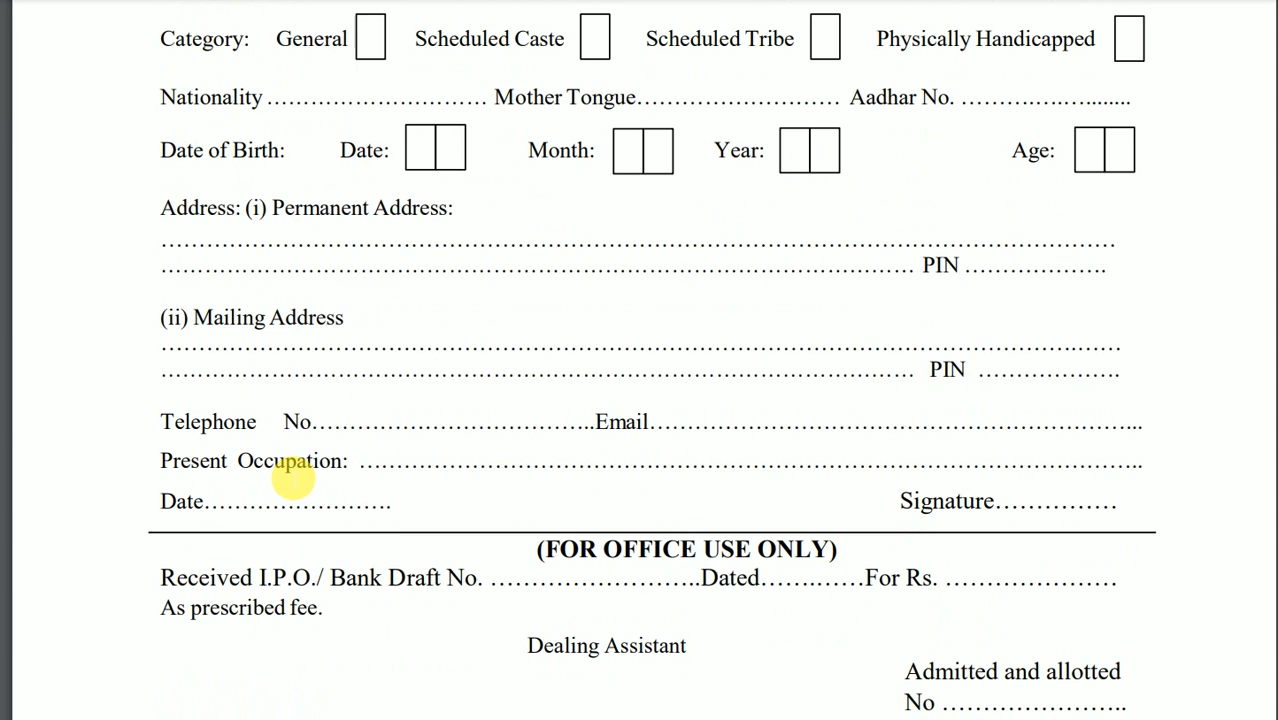 Category: General Scheduled Caste Scheduled Tribe Physically Handicapped
Nationality ………………………… Mother Tongue……………………… Aadhar No. ……….….…........
Date of Birth: Date: Month: Year: Age:
Address: (i) Permanent Address:
……………………………………………………………………………………………………………
…………………………………………………………………………………… PIN ……………….
(ii) Mailing Address
……………………………………………………………………………………………………….……
…………………………………………………………………………………… PIN ……………….
Telephone No……………………………..Email……………………………………………………...
Present Occupation: ………………………………………………………………………………………..
Date……………………. Signature……………
(FOR OFFICE USE ONLY)
Received I.P.O./ Bank Draft No. ……………………..Dated…….……For Rs. …………………
As prescribed fee.
Dealing Assistant
Admitted and allotted
No …………………..